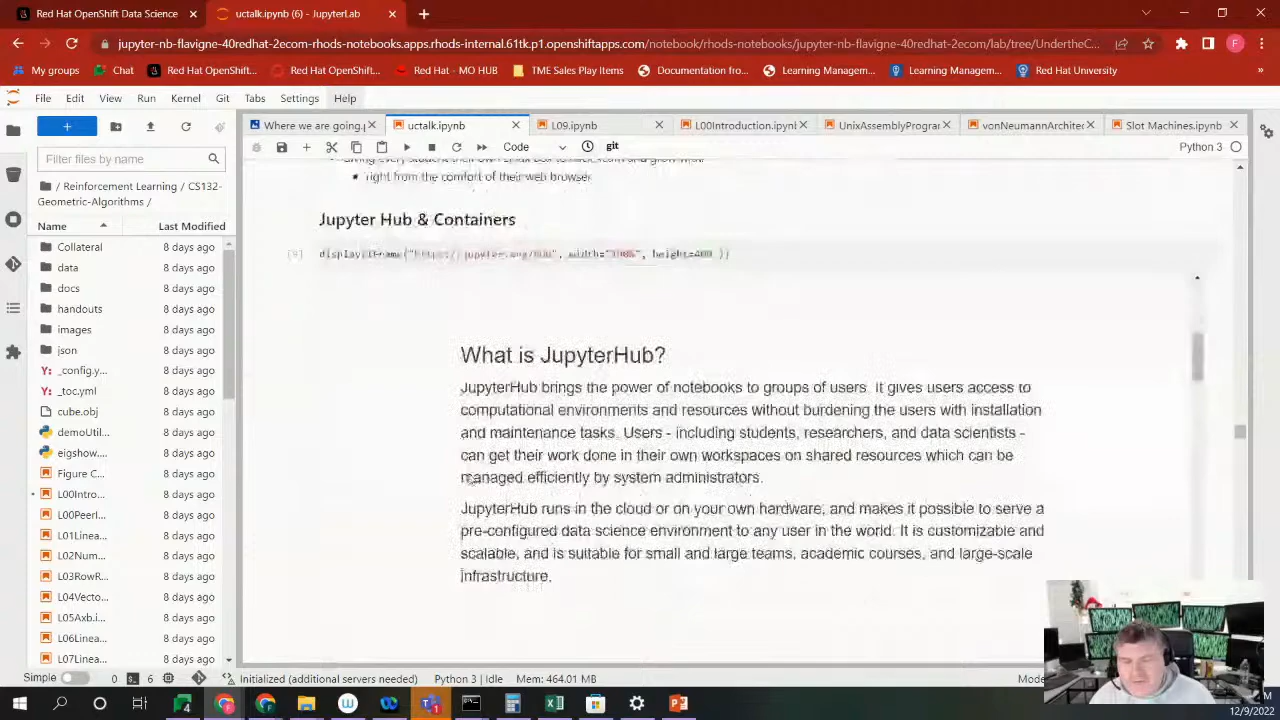 Red Hat OpenShift Data Science
uctalk.ipynb (6) - JupyterLab
jupyter-nb-flavigne-40redhat-2ecom-rhods-notebooks.apps.rhods-internal.61tk.p1.openshiftapps.com/notebook/rhods-notebooks/jupyter-nb-flavigne-40redhat-2ecom/lab/tree/UndertheC...
F
My groups
Chat
Red Hat OpenShift...
Red Hat OpenShift...
Red Hat - MO HUB
TME Sales Play Items
Documentation fro...
Learning Managem...
Learning Managem...
Red Hat University
»
File
Edit
View
Run
Kernel
Git
Tabs
Settings
Help
Where we are going.p
uctalk.ipynb
L09.ipynb
L00Introduction.ipynb
UnixAssemblyProgra
vonNeumannArchite
Slot Machines.ipynb
Code
git
Python 3
Filter files by name
/ Reinforcement Learning / CS132-
Geometric-Algorithms /
Name
Last Modified
Collateral 8 days ago
data 8 days ago
docs 8 days ago
handouts 8 days ago
images 8 days ago
json 8 days ago
_config.y... 8 days ago
_toc.yml 8 days ago
cube.obj 8 days ago
demoUtil... 8 days ago
eigshow.... 8 days ago
Figure C... 8 days ago
L00Intro... 8 days ago
L00PeerI... 8 days ago
L01Linea... 8 days ago
L02Num... 8 days ago
L03RowR... 8 days ago
L04Vecto... 8 days ago
L05Axb.i... 8 days ago
L06Linea... 8 days ago
L07Linea... 8 days ago
right from the comfort of their web browser
Jupyter Hub & Containers
display(IFrame("https://jupyter.org/hub", width="100%", height=400 ))
What is JupyterHub?
JupyterHub brings the power of notebooks to groups of users. It gives users access to
computational environments and resources without burdening the users with installation
and maintenance tasks. Users - including students, researchers, and data scientists -
can get their work done in their own workspaces on shared resources which can be
managed efficiently by system administrators.
JupyterHub runs in the cloud or on your own hardware, and makes it possible to serve a
pre-configured data science environment to any user in the world. It is customizable and
scalable, and is suitable for small and large teams, academic courses, and large-scale
infrastructure.
Simple
0
6
initialized (additional servers needed)
Python 3 | Idle
Mem: 464.01 MB
Mode
M
12/9/2022